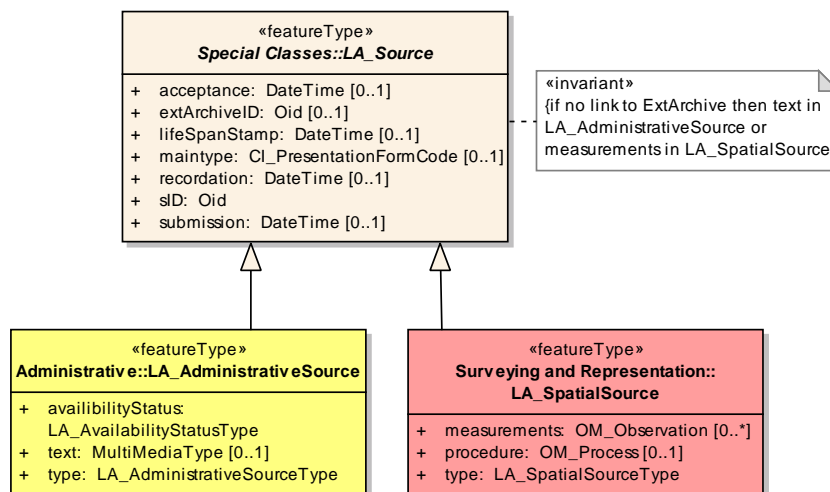 «featureType»
Special Classes::LA_Source
+ acceptance: DateTime [0..1]
+ extArchiveID: Oid [0..1]
+ lifeSpanStamp: DateTime [0..1]
+ maintype: CI_PresentationFormCode [0..1]
+ recordation: DateTime [0..1]
+ sID: Oid
+ submission: DateTime [0..1]
«invariant»
{if no link to ExtArchive then text in
LA_AdministrativeSource or
measurements in LA_SpatialSource
«featureType»
Administrative::LA_AdministrativeSource
+ availibilityStatus:
LA_AvailabilityStatusType
+ text: MultiMediaType [0..1]
+ type: LA_AdministrativeSourceType
«featureType»
Surveying and Representation::
LA_SpatialSource
+ measurements: OM_Observation [0..*]
+ procedure: OM_Process [0..1]
+ type: LA_SpatialSourceType